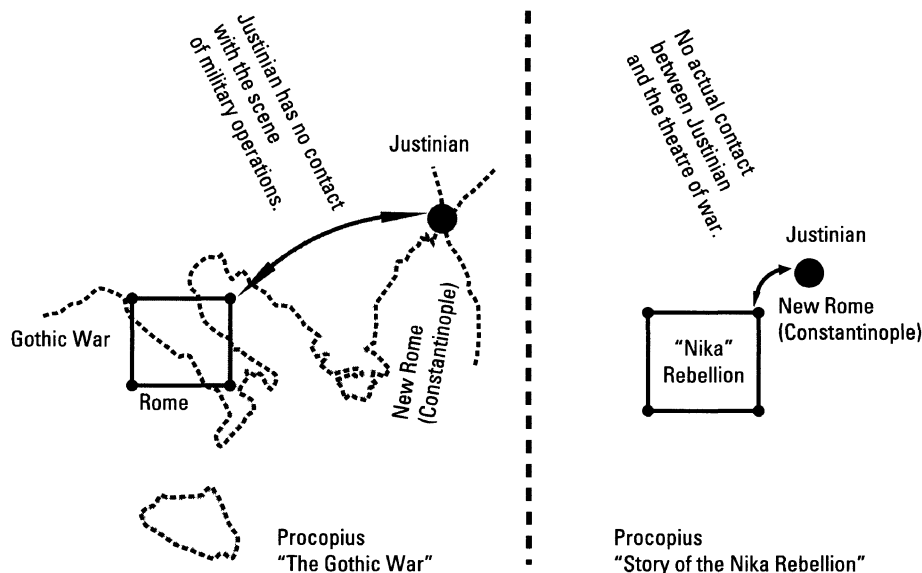 Justinian has no contact
with the scene
of military operations.
Justinian
Gothic War
Rome
New Rome
(Constantinople)
Procopius
"The Gothic War"
No actual contact
between Justinian
and the theatre of war.
Justinian
New Rome
(Constantinople)
"Nika"
Rebellion
Procopius
"Story of the Nika Rebellion"